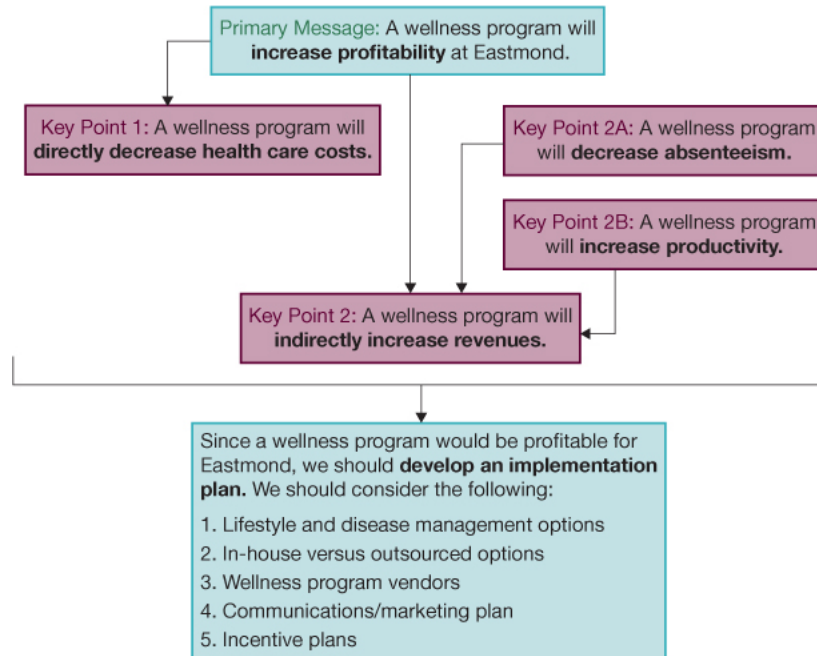 Primary Message: A wellness program will
increase profitability at Eastmond.
Key Point 1: A wellness program will
directly decrease health care costs.
Key Point 2A: A wellness program
will decrease absenteeism.
Key Point 2B: A wellness program
will increase productivity.
Key Point 2: A wellness program will
indirectly increase revenues.
Since a wellness program would be profitable for
Eastmond, we should develop an implementation
plan. We should consider the following:
1. Lifestyle and disease management options
2. In-house versus outsourced options
3. Wellness program vendors
4. Communications/marketing plan
5. Incentive plans